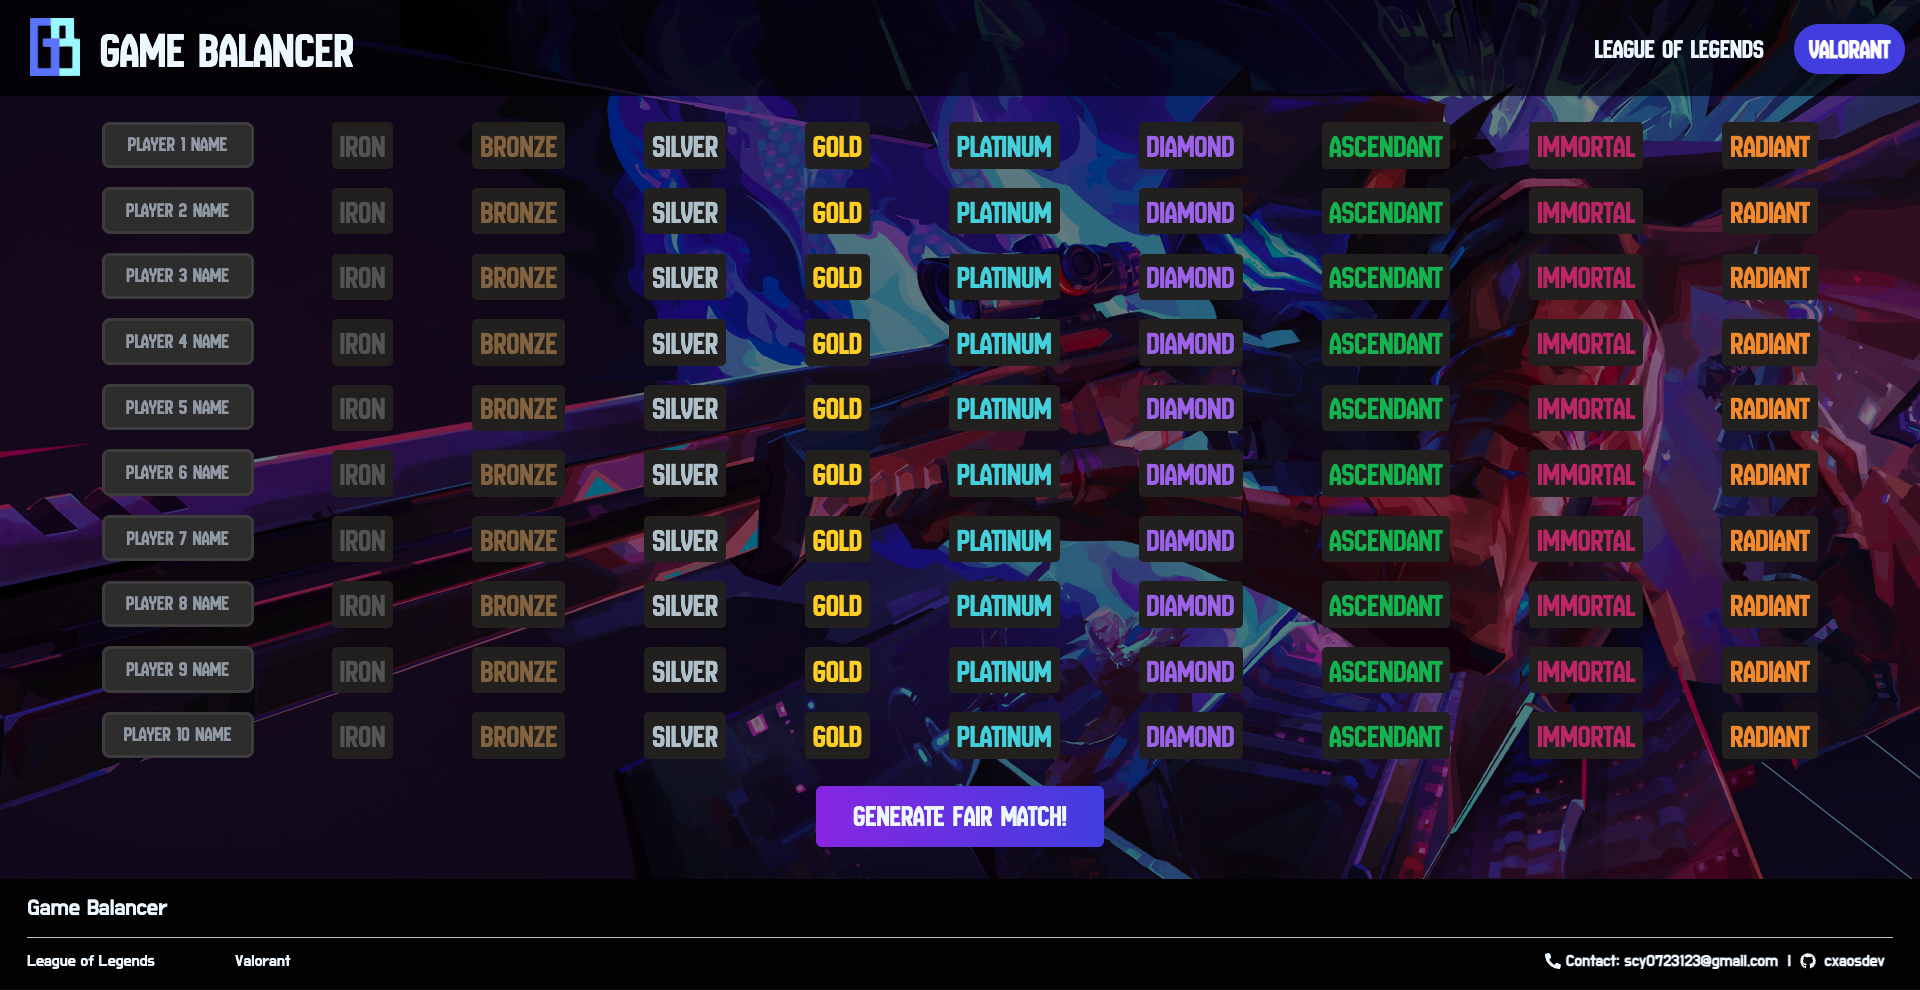 GB GAME BALANCER LEAGUE OF LEGENDS VALORANT
PLAYER 1 NAME IRON BRONZE SILVER GOLD PLATINUM DIAMOND ASCENDANT IMMORTAL RADIANT
PLAYER 2 NAME IRON BRONZE SILVER GOLD PLATINUM DIAMOND ASCENDANT IMMORTAL RADIANT
PLAYER 3 NAME IRON BRONZE SILVER GOLD PLATINUM DIAMOND ASCENDANT IMMORTAL RADIANT
PLAYER 4 NAME IRON BRONZE SILVER GOLD PLATINUM DIAMOND ASCENDANT IMMORTAL RADIANT
PLAYER 5 NAME IRON BRONZE SILVER GOLD PLATINUM DIAMOND ASCENDANT IMMORTAL RADIANT
PLAYER 6 NAME IRON BRONZE SILVER GOLD PLATINUM DIAMOND ASCENDANT IMMORTAL RADIANT
PLAYER 7 NAME IRON BRONZE SILVER GOLD PLATINUM DIAMOND ASCENDANT IMMORTAL RADIANT
PLAYER 8 NAME IRON BRONZE SILVER GOLD PLATINUM DIAMOND ASCENDANT IMMORTAL RADIANT
PLAYER 9 NAME IRON BRONZE SILVER GOLD PLATINUM DIAMOND ASCENDANT IMMORTAL RADIANT
PLAYER 10 NAME IRON BRONZE SILVER GOLD PLATINUM DIAMOND ASCENDANT IMMORTAL RADIANT
GENERATE FAIR MATCH!
Game Balancer
League of Legends Valorant Contact: scy0723123@gmail.com | cxaosdev